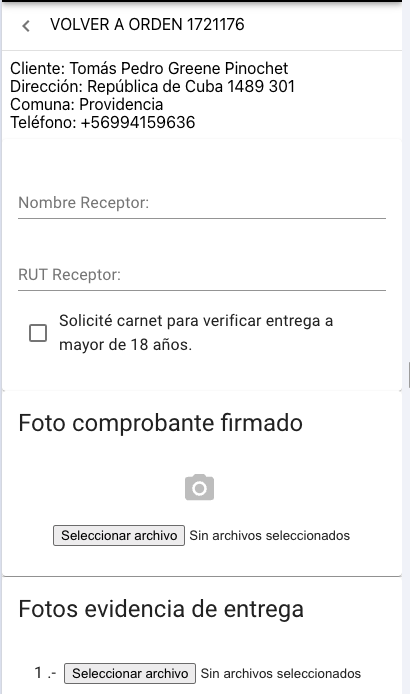 VOLVER A ORDEN 1721176
Cliente: Tomás Pedro Greene Pinochet
Dirección: República de Cuba 1489 301
Comuna: Providencia
Teléfono: +56994159636
Nombre Receptor:
RUT Receptor:
Solicité carnet para verificar entrega a
mayor de 18 años.
Foto comprobante firmado
Seleccionar archivo Sin archivos seleccionados
Fotos evidencia de entrega
1 .- Seleccionar archivo Sin archivos seleccionados